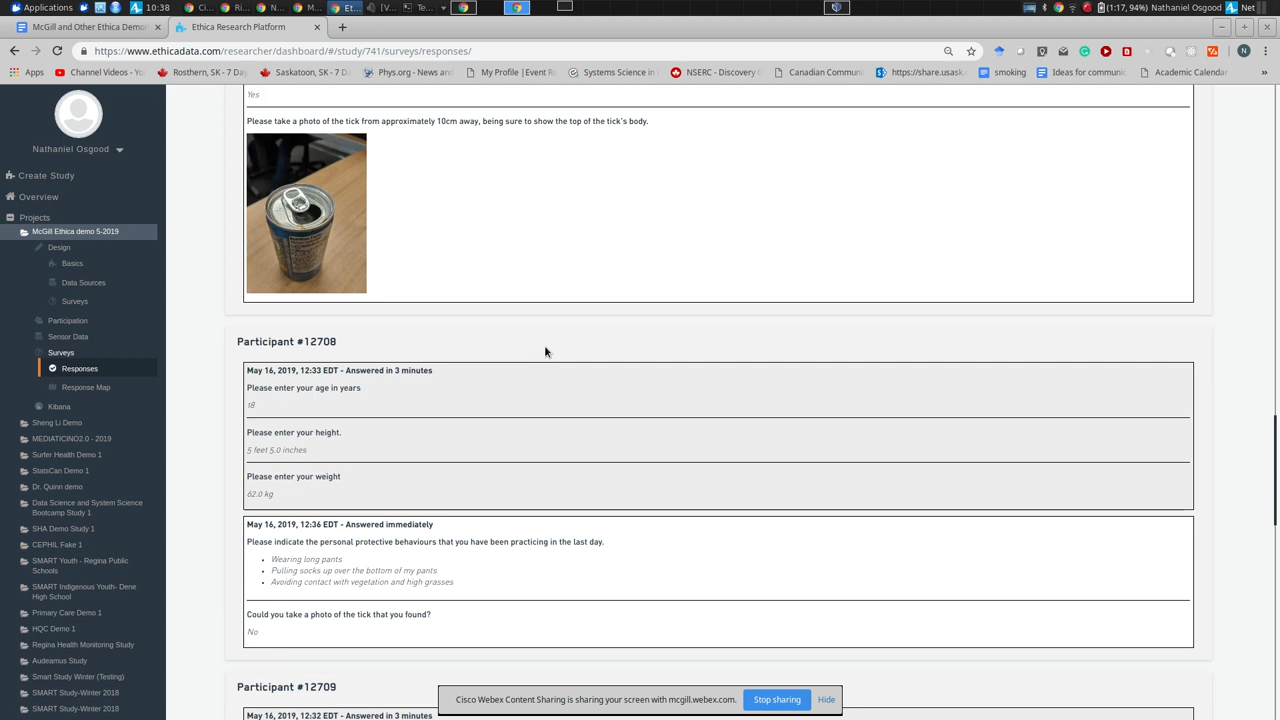 Applications
10:38
Ci...
Ri...
Et...
[V...
Te...
(1:17, 94%)
Nathaniel Osgood
Net
McGill and Other Ethica Demon
Ethica Research Platform
https://www.ethicadata.com/researcher/dashboard/#/study/741/surveys/responses/
N
Apps
Channel Videos - Yo
Rosthern, SK - 7 Day
Saskatoon, SK - 7 D
Phys.org - News and
My Profile | Event R
Systems Science in
NSERC - Discovery
Canadian Commun
https://share.usask.
smoking
Ideas for communic
Academic Calendar
»
Nathaniel Osgood
Create Study
Overview
Projects
McGill Ethica demo 5-2019
Design
Basics
Data Sources
Surveys
Participation
Sensor Data
Surveys
Responses
Response Map
Kibana
Sheng Li Demo
MEDIATICINO2.0 - 2019
Surfer Health Demo 1
StatsCan Demo 1
Dr. Quinn demo
Data Science and System Science
Bootcamp Study 1
SHA Demo Study 1
CEPHIL Fake 1
SMART Youth - Regina Public
Schools
SMART Indigenous Youth- Dene
High School
Primary Care Demo 1
HQC Demo 1
Regina Health Monitoring Study
Audeamus Study
Smart Study Winter (Testing)
SMART Study-Winter 2018
SMART Study-Winter 2018
Yes
Please take a photo of the tick from approximately 10cm away, being sure to show the top of the tick's body.
Participant #12708
May 16, 2019, 12:33 EDT - Answered in 3 minutes
Please enter your age in years
18
Please enter your height.
5 feet 5.0 inches
Please enter your weight
62.0 kg
May 16, 2019, 12:36 EDT - Answered immediately
Please indicate the personal protective behaviours that you have been practicing in the last day.
• Wearing long pants
• Pulling socks up over the bottom of my pants
• Avoiding contact with vegetation and high grasses
Could you take a photo of the tick that you found?
No
Participant #12709
May 16, 2019, 12:32 EDT - Answered in 3 minutes
Cisco Webex Content Sharing is sharing your screen with mcgill.webex.com.
Stop sharing
Hide